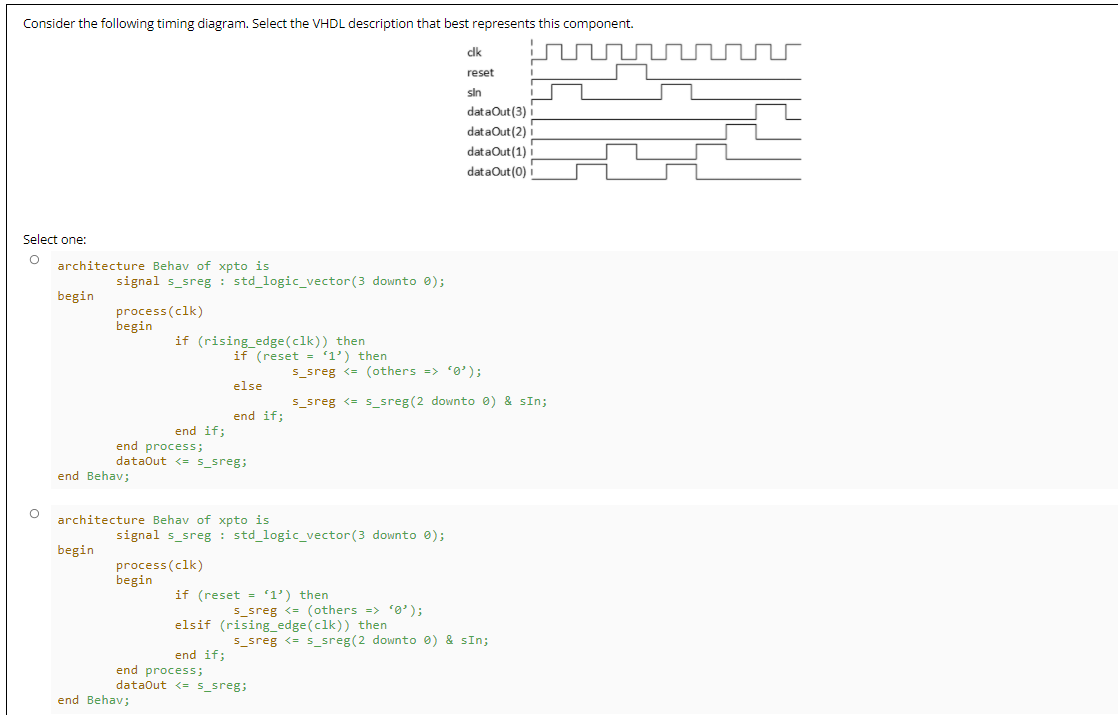 Consider the following timing diagram. Select the VHDL description that best represents this component.
clk
reset
sIn
dataOut(3)
dataOut(2)
dataOut(1)
dataOut(0)
Select one:
architecture Behav of xpto is
signal s_sreg : std_logic_vector(3 downto 0);
begin
process(clk)
begin
if (rising_edge(clk)) then
if (reset = ‘1’) then
s_sreg <= (others => ‘0’);
else
s_sreg <= s_sreg(2 downto 0) & sIn;
end if;
end if;
end process;
dataOut <= s_sreg;
end Behav;
architecture Behav of xpto is
signal s_sreg : std_logic_vector(3 downto 0);
begin
process(clk)
begin
if (reset = ‘1’) then
s_sreg <= (others => ‘0’);
elsif (rising_edge(clk)) then
s_sreg <= s_sreg(2 downto 0) & sIn;
end if;
end process;
dataOut <= s_sreg;
end Behav;